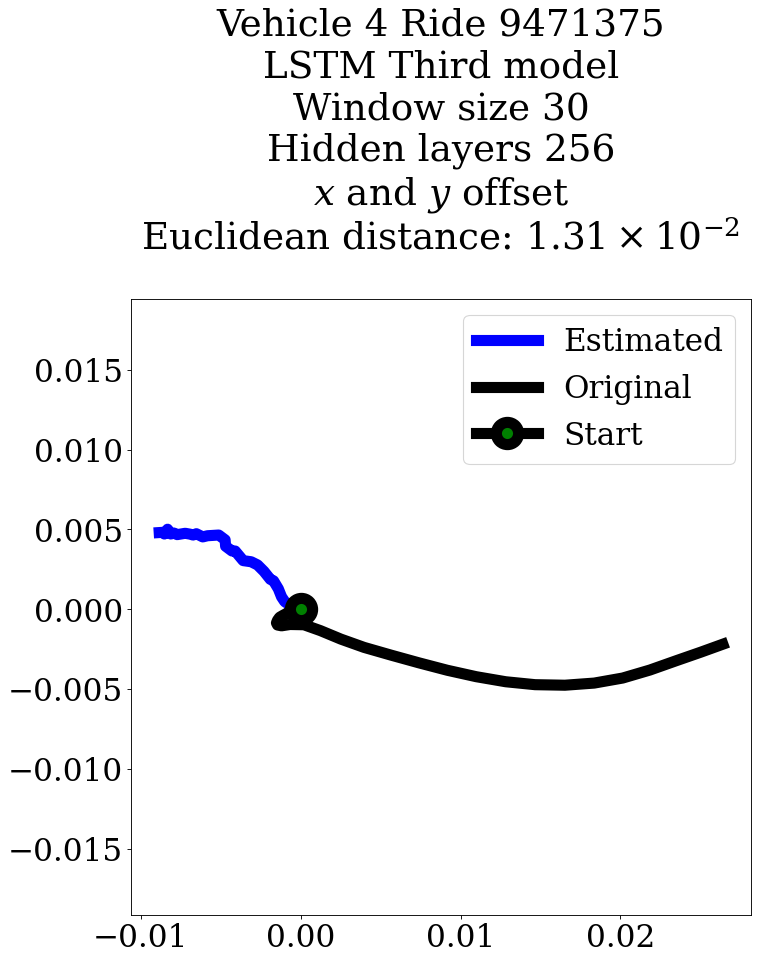 Vehicle 4 Ride 9471375
LSTM Third model
Window size 30
Hidden layers 256
x and y offset
Euclidean distance: 1.31 × 10⁻²
Estimated
Original
Start
0.015
0.010
0.005
0.000
−0.005
−0.010
−0.015
−0.01
0.00
0.01
0.02